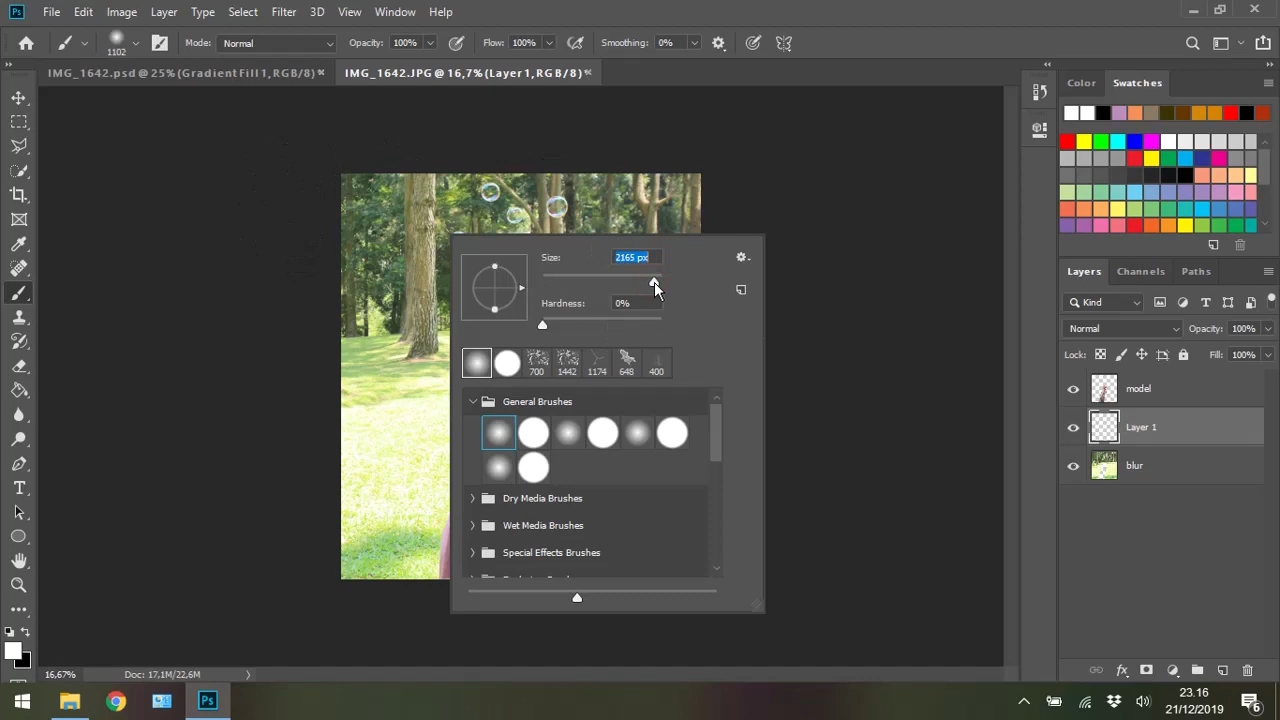 Ps File Edit Image Layer Type Select Filter 3D View Window Help
1102 Mode: Normal Opacity: 100% Flow: 100% Smoothing: 0%
IMG_1642.psd @ 25% (Gradient Fill 1, RGB/8) * IMG_1642.JPG @ 16,7% (Layer 1, RGB/8) *
Color Swatches
Size: 2165 px
Hardness: 0%
700 1442 1174 648 400
General Brushes
Dry Media Brushes
Wet Media Brushes
Special Effects Brushes
Layers Channels Paths
Kind
Normal Opacity: 100%
Lock: Fill: 100%
model
Layer 1
blur
16,67% Doc: 17,1M/22,6M
Ps
23.16
21/12/2019
6